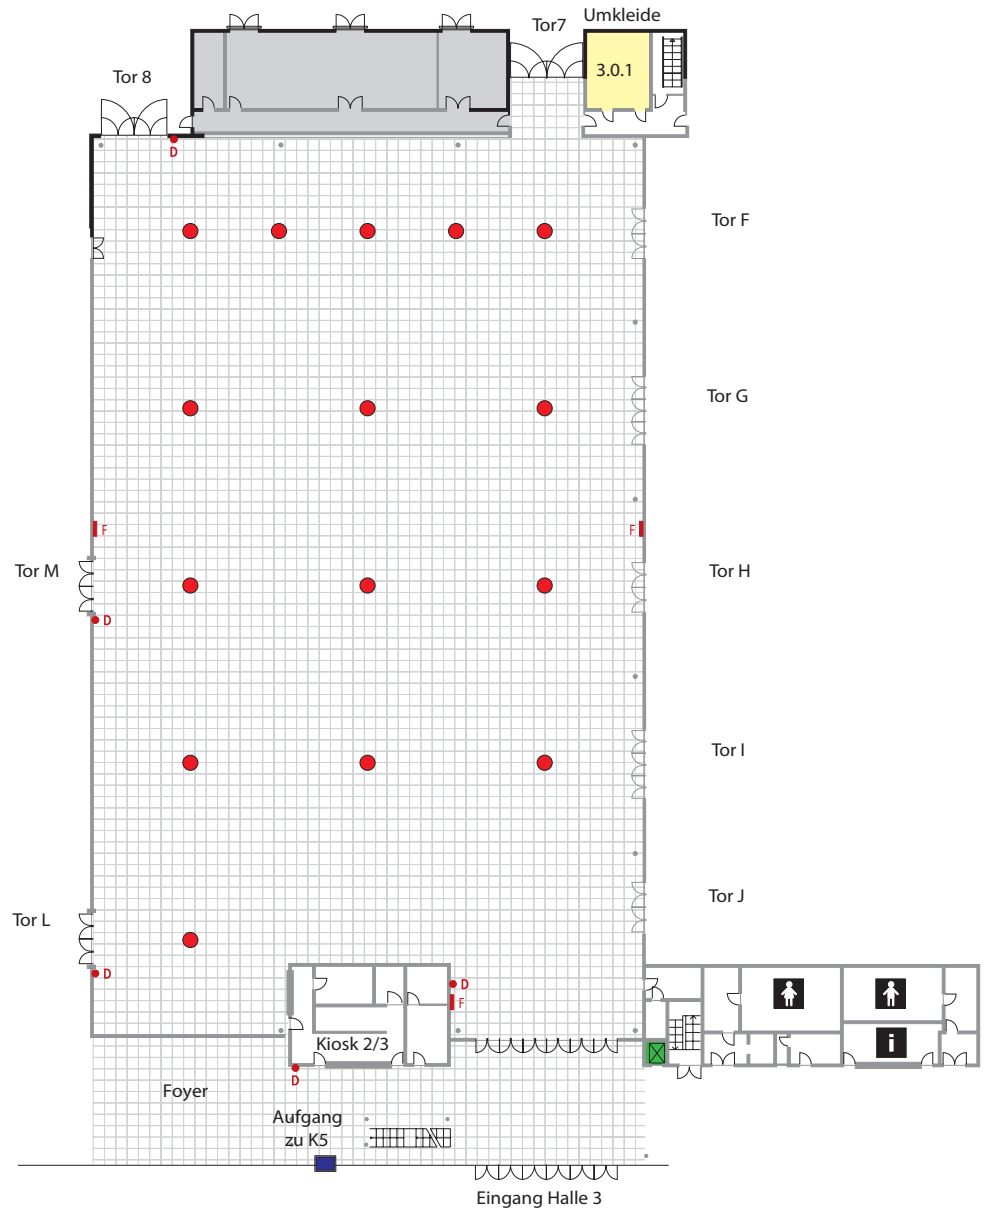 Umkleide
Tor7
Tor 8
3.0.1
D
Tor F
Tor G
F
F
Tor M
Tor H
D
Tor I
Tor J
Tor L
D
D
F
Kiosk 2/3
i
D
Foyer
Aufgang
zu K5
Eingang Halle 3